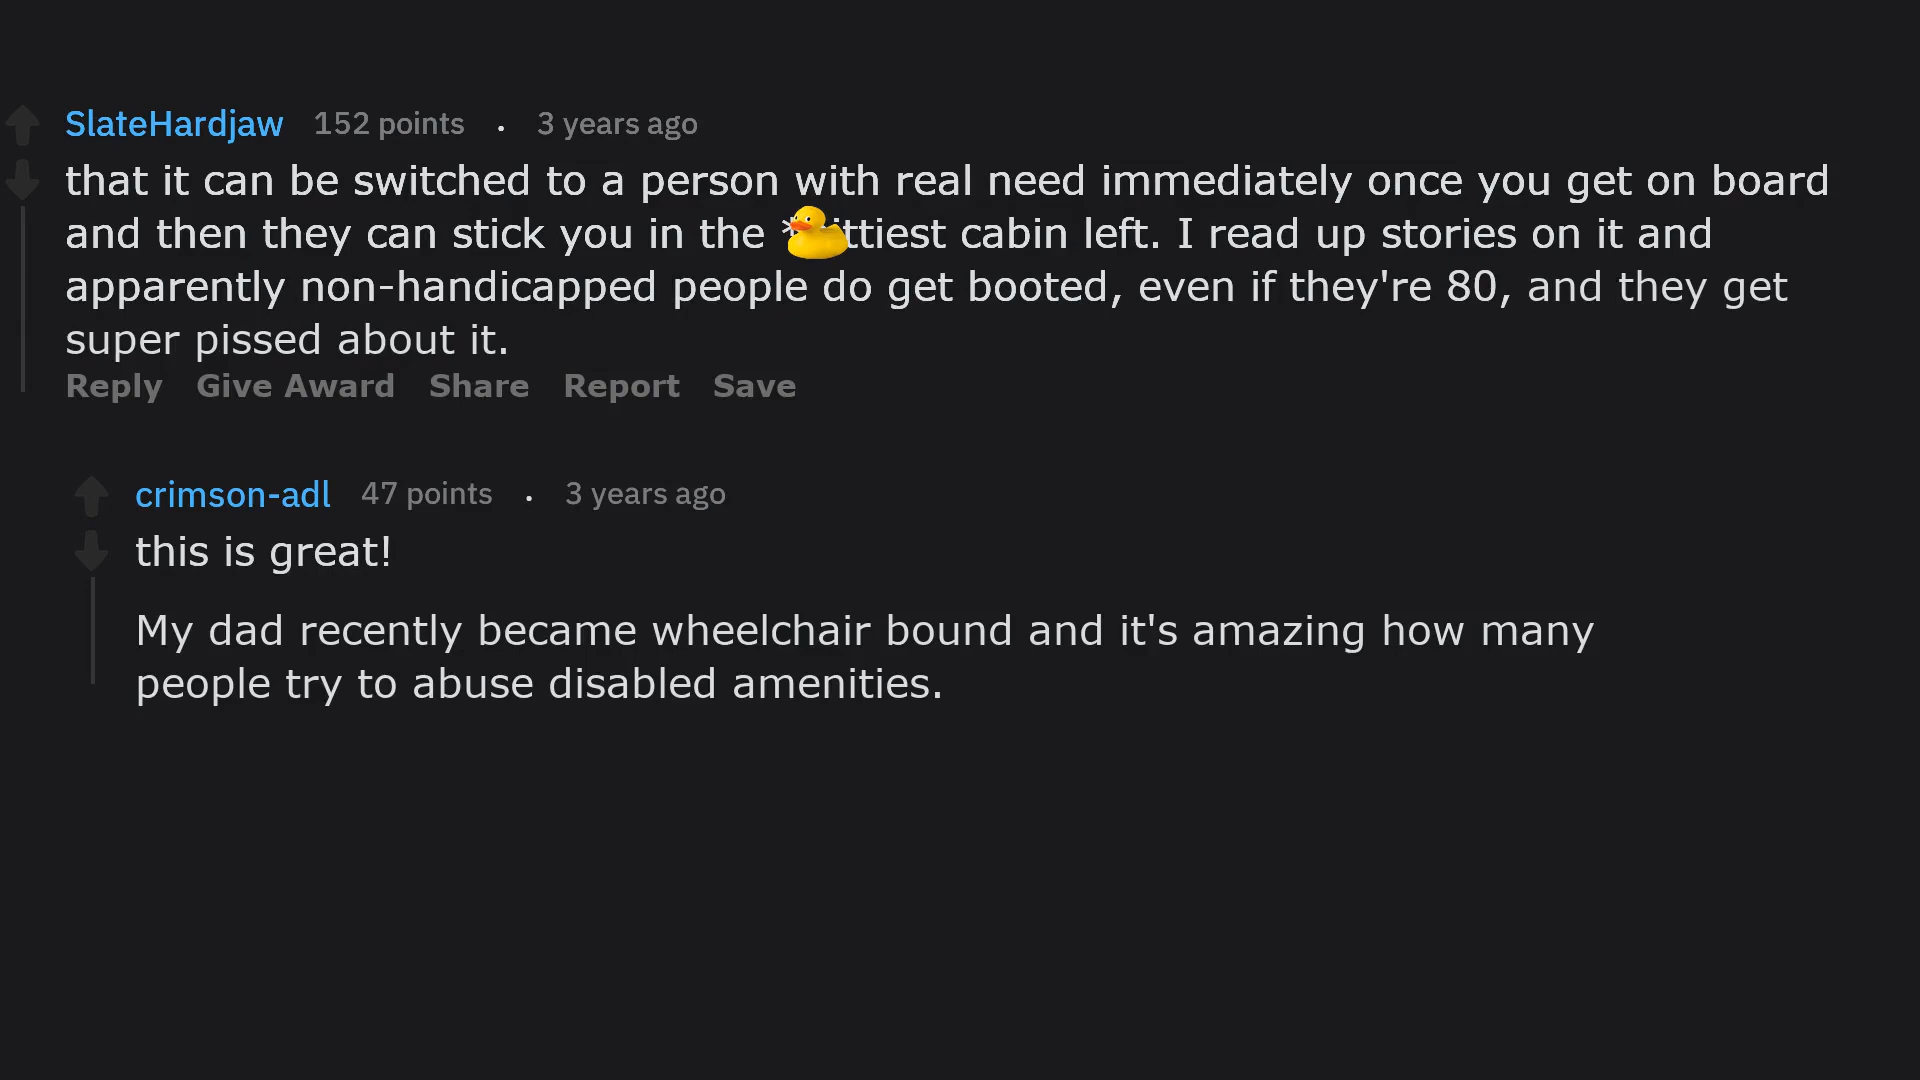 SlateHardjaw 152 points . 3 years ago
that it can be switched to a person with real need immediately once you get on board
and then they can stick you in the cabin left. I read up stories on it and
apparently non-handicapped people do get booted, even if they're 80, and they get
super pissed about it.
Reply Give Award Share Report Save
crimson-adl 47 points . 3 years ago
this is great!
My dad recently became wheelchair bound and it's amazing how many
people try to abuse disabled amenities.